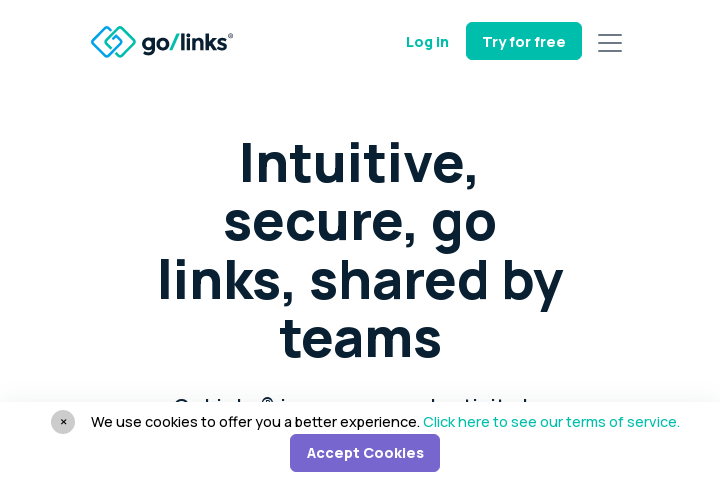 go/links®
Log in
Try for free
Intuitive,
secure, go
links, shared by
teams
×
We use cookies to offer you a better experience. Click here to see our terms of service.
Accept Cookies